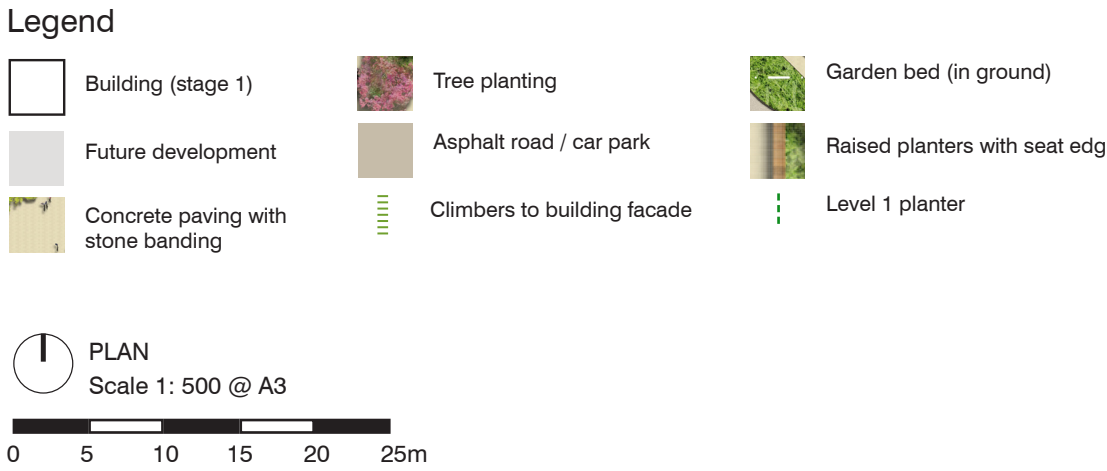 Legend
Building (stage 1)
Future development
Concrete paving with
stone banding
Tree planting
Asphalt road / car park
Climbers to building facade
Garden bed (in ground)
Raised planters with seat edg
Level 1 planter
PLAN
Scale 1: 500 @ A3
0 5 10 15 20 25m